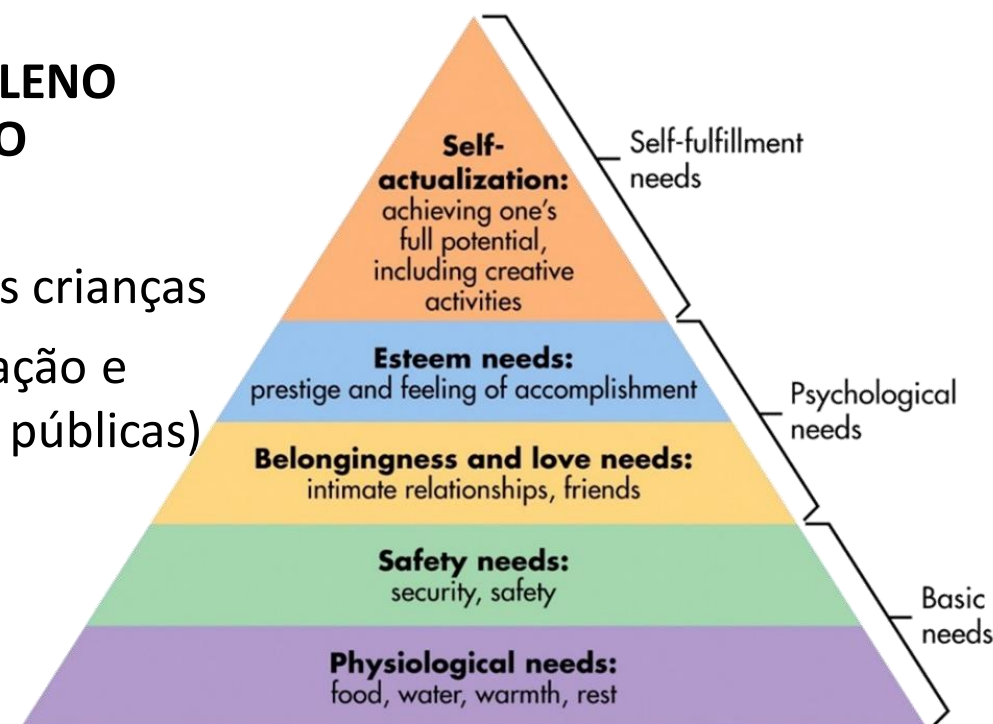 LENO
O
s crianças
ação e
públicas)
Self-
actualization:
achieving one’s
full potential,
including creative
activities
Esteem needs:
prestige and feeling of accomplishment
Belongingness and love needs:
intimate relationships, friends
Safety needs:
security, safety
Physiological needs:
food, water, warmth, rest
Self-fulfillment
needs
Psychological
needs
Basic
needs